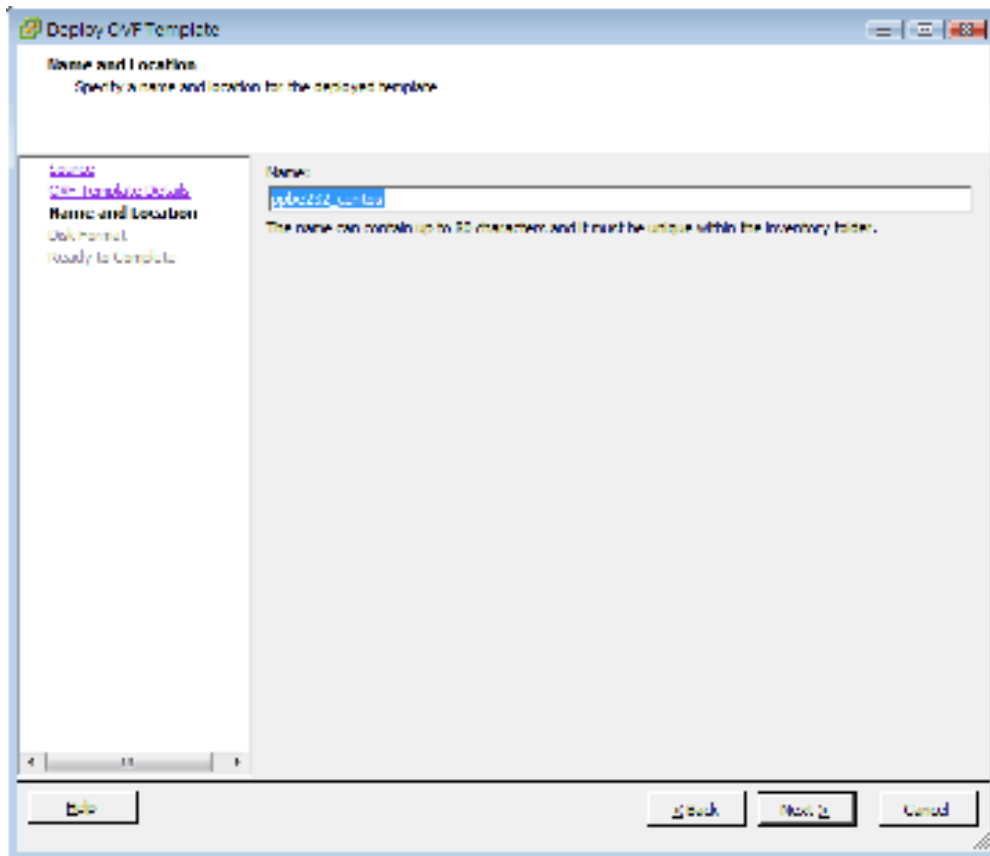 Deploy OVF Template
Name and Location
Specify a name and location for the deployed template
Source
OVF Template Details
Name and Location
Disk Format
Ready to Complete
Name:
The name can contain up to 80 characters and it must be unique within the inventory folder.
Help
< Back
Next >
Cancel